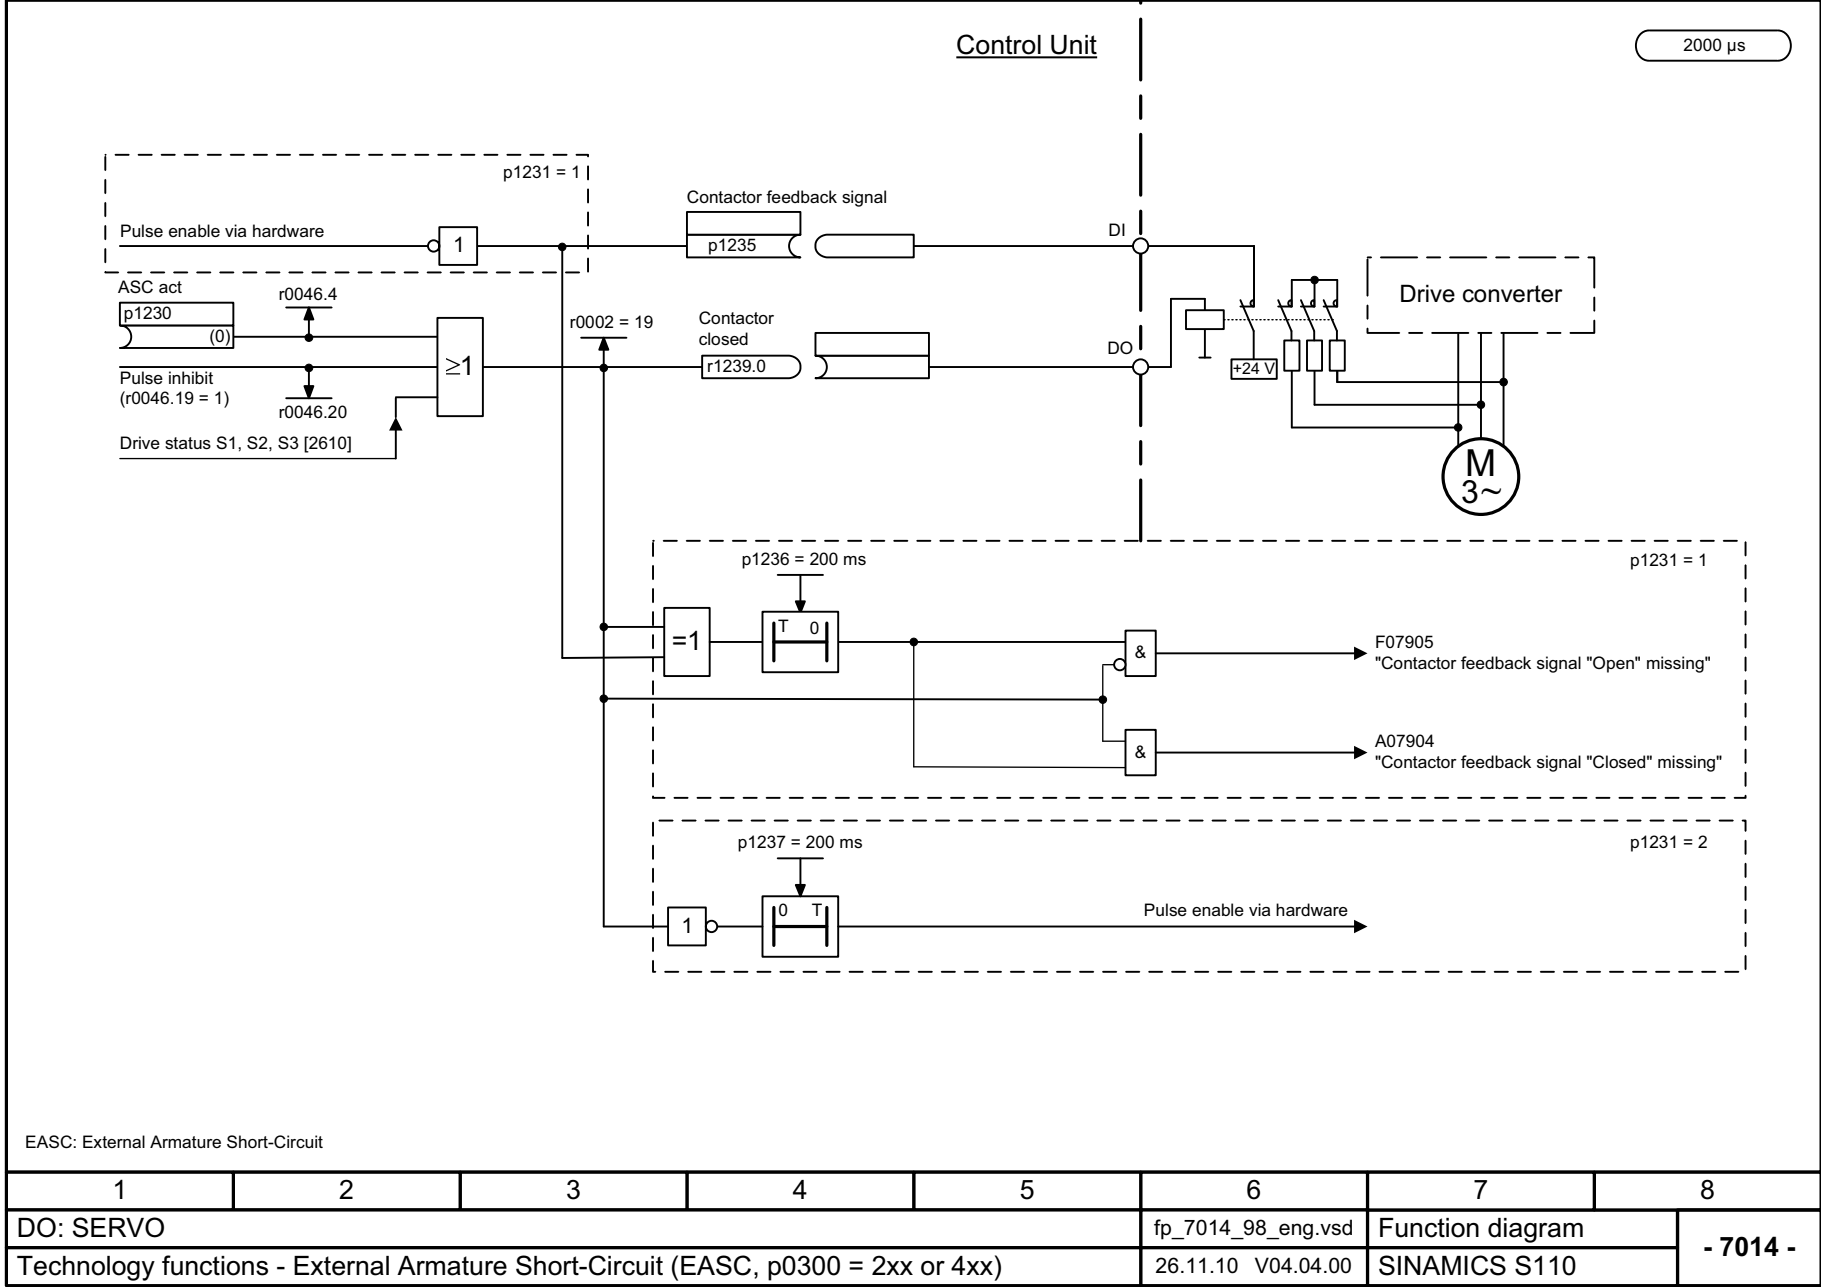 Control Unit
2000 µs
p1231 = 1
Pulse enable via hardware
1
Contactor feedback signal
p1235
DI
ASC act
p1230
(0)
r0046.4
≥1
r0002 = 19
Contactor
closed
r1239.0
DO
+24 V
Drive converter
Pulse inhibit
(r0046.19 = 1)
r0046.20
Drive status S1, S2, S3 [2610]
M
3~
p1236 = 200 ms
p1231 = 1
=1
T 0
&
F07905
"Contactor feedback signal "Open" missing"
&
A07904
"Contactor feedback signal "Closed" missing"
p1237 = 200 ms
p1231 = 2
1
0 T
Pulse enable via hardware
EASC: External Armature Short-Circuit
1 2 3 4 5 6 7 8
DO: SERVO
fp_7014_98_eng.vsd
Function diagram
- 7014 -
Technology functions - External Armature Short-Circuit (EASC, p0300 = 2xx or 4xx)
26.11.10 V04.04.00
SINAMICS S110